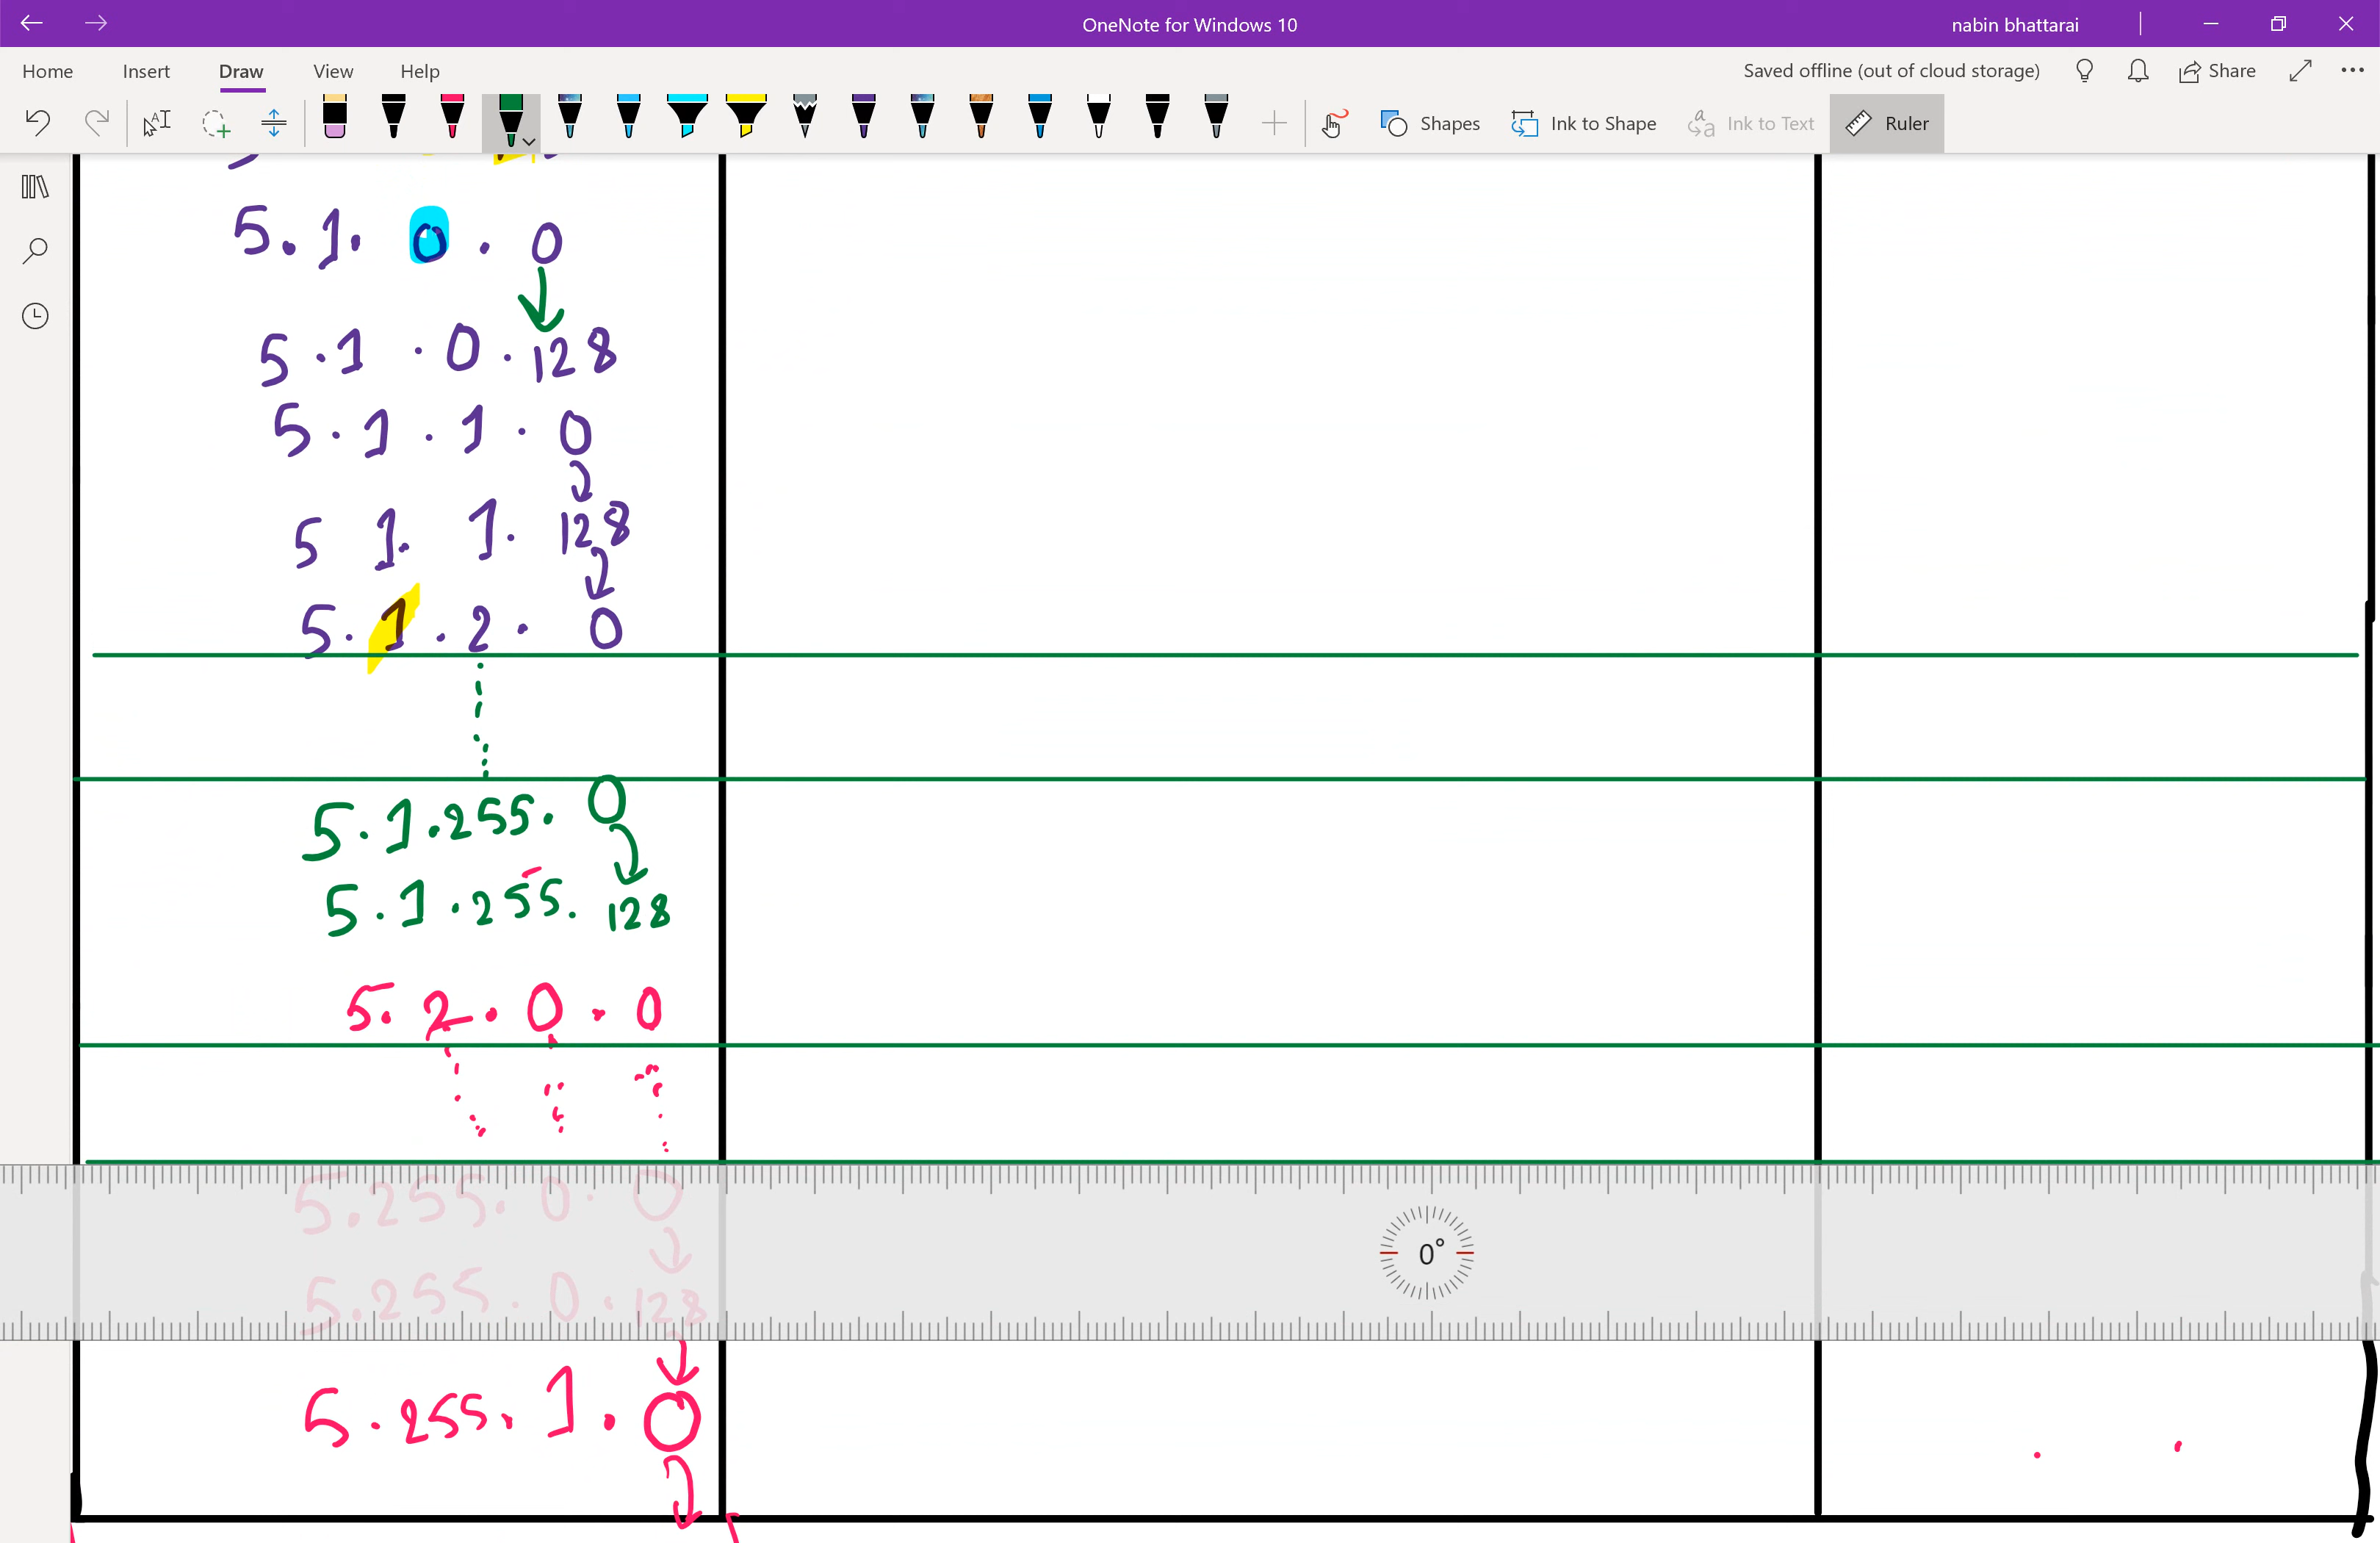 OneNote for Windows 10
nabin bhattarai
Home Insert Draw View Help
Saved offline (out of cloud storage)
Share
Shapes
Ink to Shape
Ink to Text
Ruler
5.1.0.0
5.1.0.128
5.1.1.0
5 1. 1.128
5.1.2.0
5.1.255.0
5.1.255.128
5.2.0.0
5.255.0.0
5.255.0.128
0°
5.255.1.0